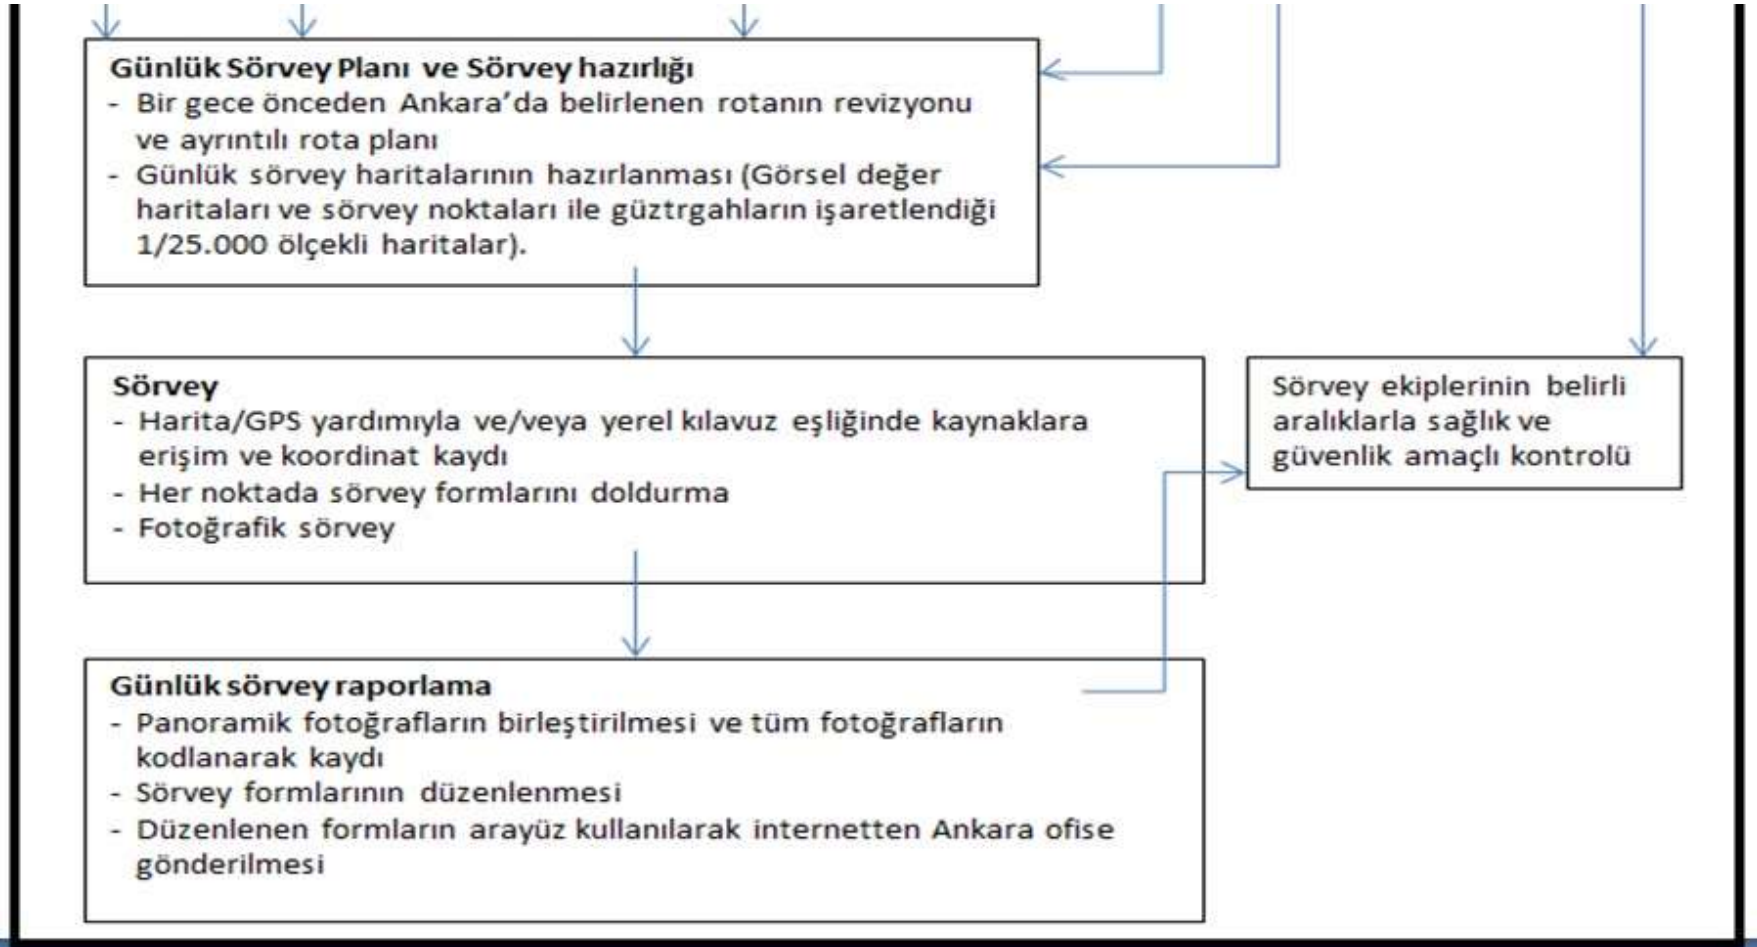 Günlük Sörvey Planı ve Sörvey hazırlığı
- Bir gece önceden Ankara’da belirlenen rotanın revizyonu
ve ayrıntılı rota planı
- Günlük sörvey haritalarının hazırlanması (Görsel değer
haritaları ve sörvey noktaları ile güztrgahların işaretlendiği
1/25.000 ölçekli haritalar).
Sörvey
- Harita/GPS yardımıyla ve/veya yerel kılavuz eşliğinde kaynaklara
erişim ve koordinat kaydı
- Her noktada sörvey formlarını doldurma
- Fotoğrafik sörvey
Sörvey ekiplerinin belirli
aralıklarla sağlık ve
güvenlik amaçlı kontrolü
Günlük sörvey raporlama
- Panoramik fotoğrafların birleştirilmesi ve tüm fotoğrafların
kodlanarak kaydı
- Sörvey formlarının düzenlenmesi
- Düzenlenen formların arayüz kullanılarak internetten Ankara ofise
gönderilmesi